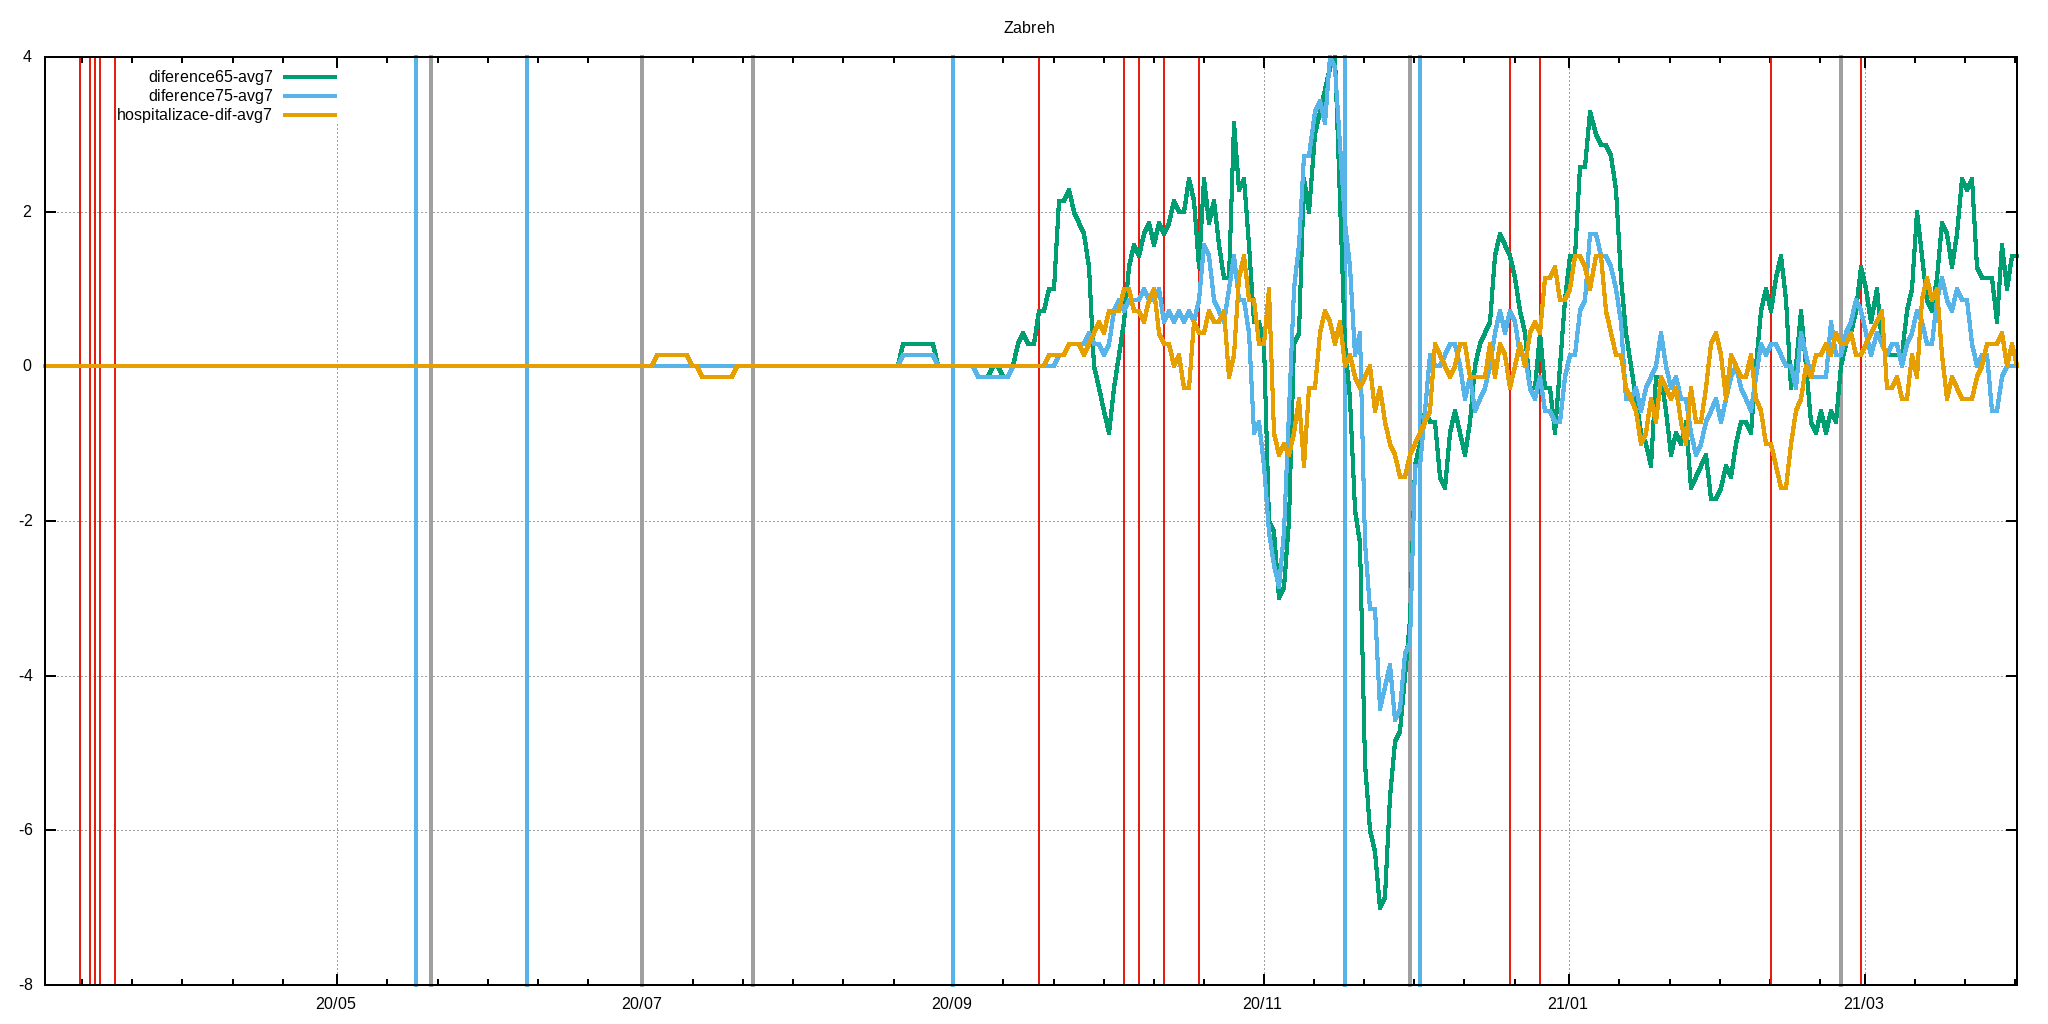 Zabreh
4
diference65-avg7
diference75-avg7
hospitalizace-dif-avg7
2
0
-2
-4
-6
-8
20/05 20/07 20/09 20/11 21/01 21/03